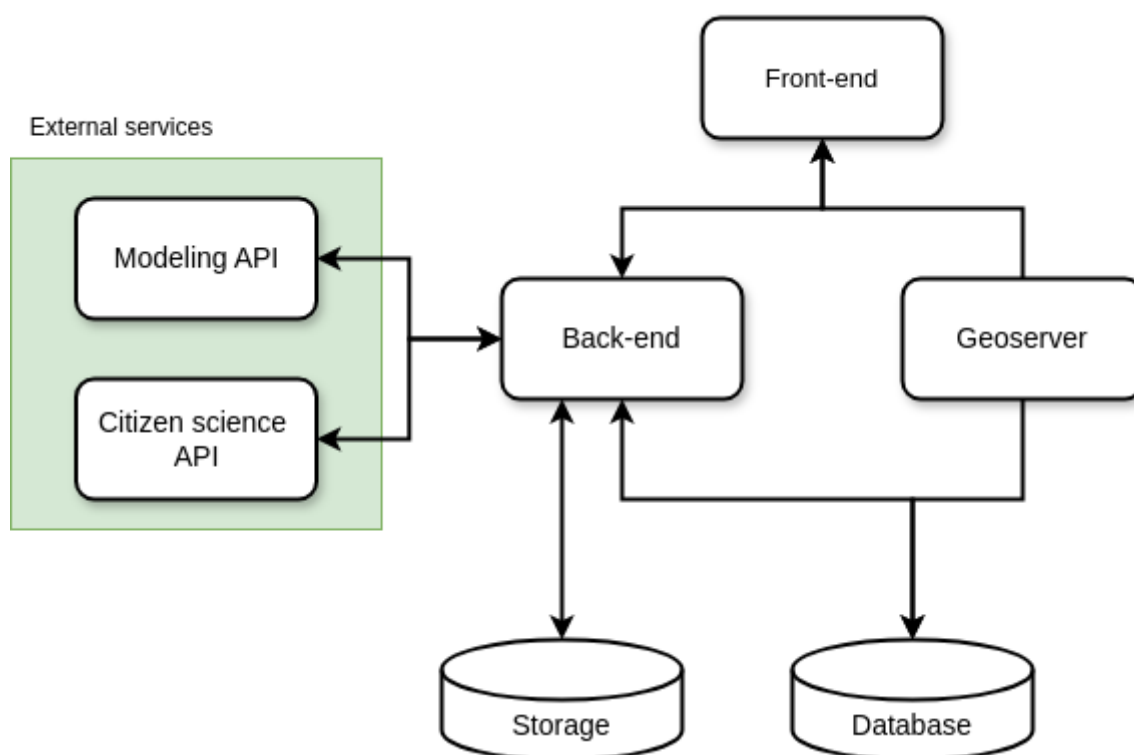 Front-end
External services
Modeling API
Back-end
Geoserver
Citizen science
API
Storage
Database